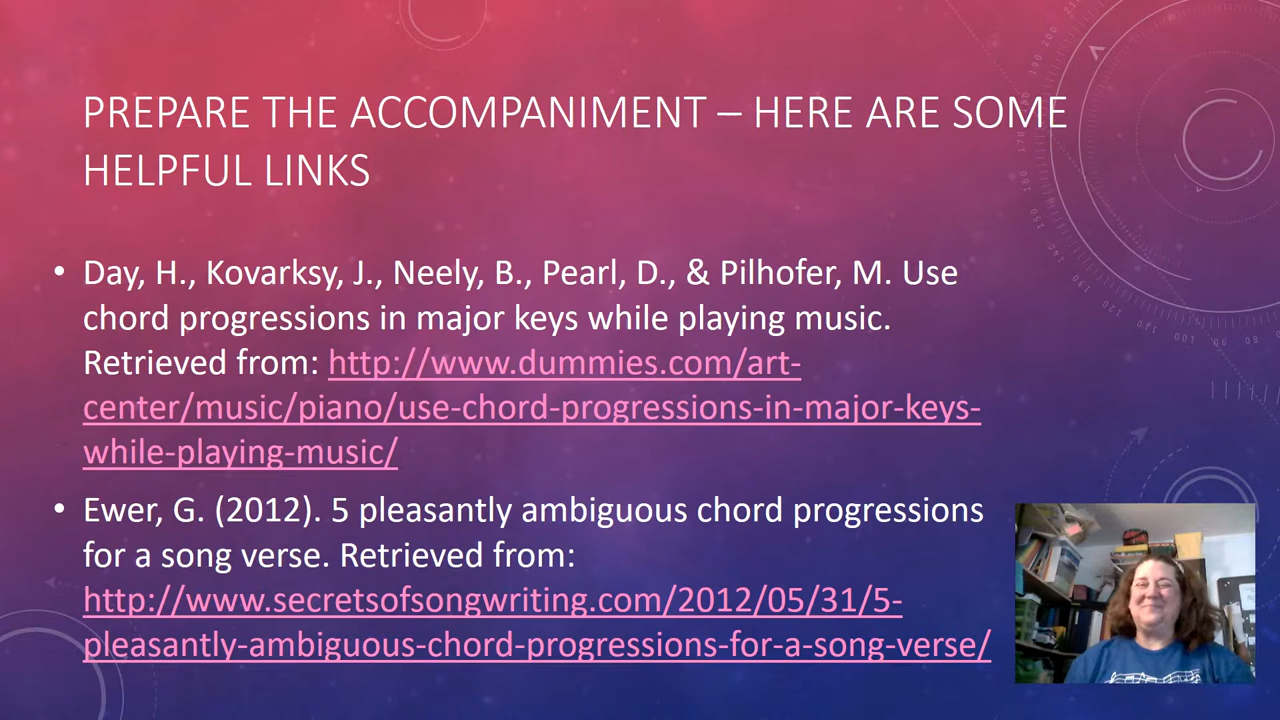 PREPARE THE ACCOMPANIMENT – HERE ARE SOME
HELPFUL LINKS
• Day, H., Kovarksy, J., Neely, B., Pearl, D., & Pilhofer, M. Use
chord progressions in major keys while playing music.
Retrieved from: http://www.dummies.com/art-
center/music/piano/use-chord-progressions-in-major-keys-
while-playing-music/
• Ewer, G. (2012). 5 pleasantly ambiguous chord progressions
for a song verse. Retrieved from:
http://www.secretsofsongwriting.com/2012/05/31/5-
pleasantly-ambiguous-chord-progressions-for-a-song-verse/